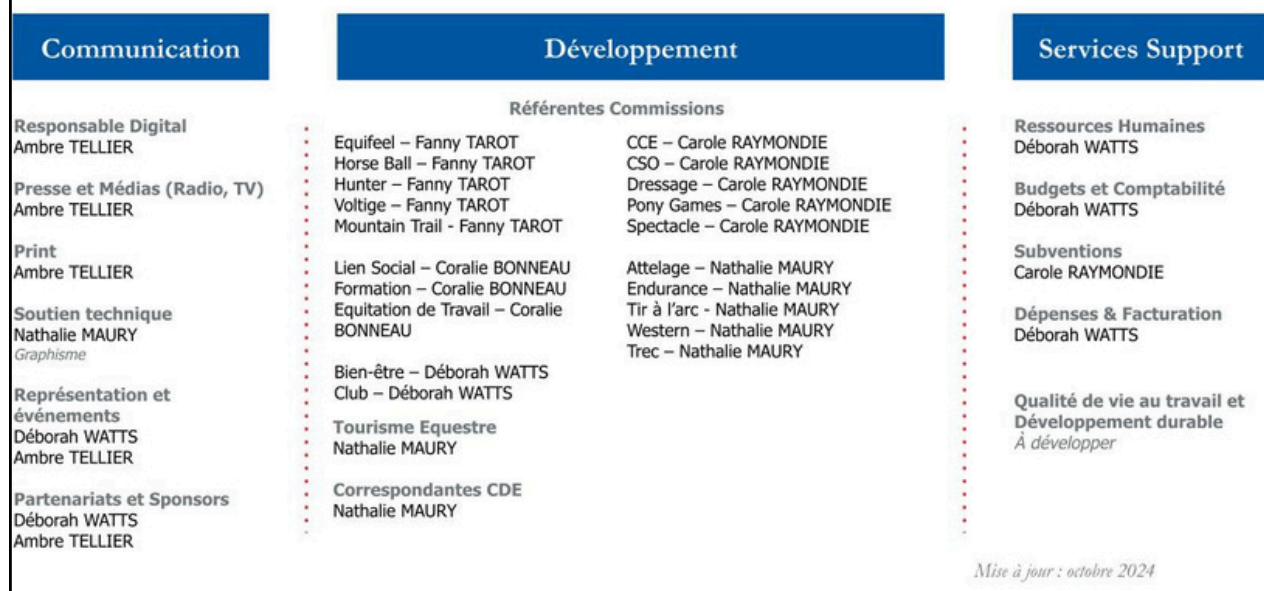 Communication
Responsable Digital
Ambre TELLIER
Presse et Médias (Radio, TV)
Ambre TELLIER
Print
Ambre TELLIER
Soutien technique
Nathalie MAURY
Graphisme
Représentation et
événements
Déborah WATTS
Ambre TELLIER
Partenariats et Sponsors
Déborah WATTS
Ambre TELLIER
Développement
Référentes Commissions
Equifeel – Fanny TAROT
Horse Ball – Fanny TAROT
Hunter – Fanny TAROT
Voltige – Fanny TAROT
Mountain Trail - Fanny TAROT
Lien Social – Coralie BONNEAU
Formation – Coralie BONNEAU
Equitation de Travail – Coralie
BONNEAU
Bien-être – Déborah WATTS
Club – Déborah WATTS
Tourisme Equestre
Nathalie MAURY
Correspondantes CDE
Nathalie MAURY
CCE – Carole RAYMONDIE
CSO – Carole RAYMONDIE
Dressage – Carole RAYMONDIE
Pony Games – Carole RAYMONDIE
Spectacle – Carole RAYMONDIE
Attelage – Nathalie MAURY
Endurance – Nathalie MAURY
Tir à l'arc - Nathalie MAURY
Western – Nathalie MAURY
Trec – Nathalie MAURY
Services Support
Ressources Humaines
Déborah WATTS
Budgets et Comptabilité
Déborah WATTS
Subventions
Carole RAYMONDIE
Dépenses & Facturation
Déborah WATTS
Qualité de vie au travail et
Développement durable
À développer
Mise à jour : octobre 2024